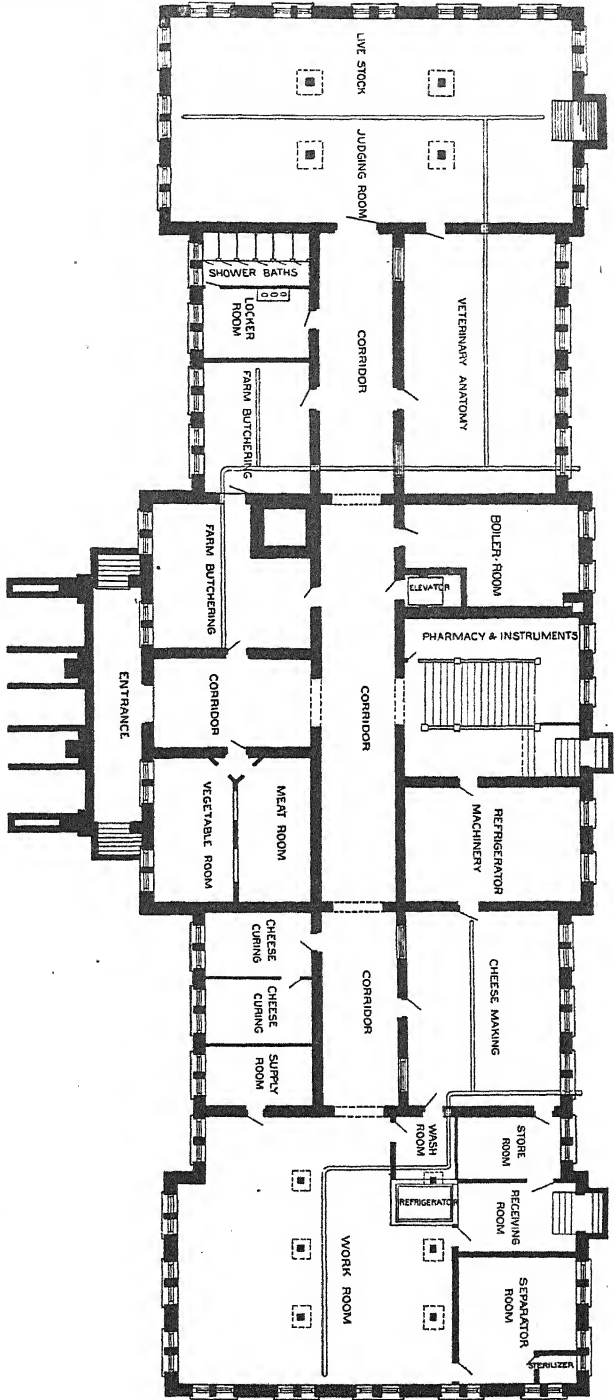 LIVE STOCK
JUDGING ROOM
SHOWER BATHS
LOCKER
ROOM
CORRIDOR
VETERINARY ANATOMY
FARM BUTCHERING
FARM BUTCHERING
BOILER-ROOM
ELEVATOR
PHARMACY & INSTRUMENTS
ENTRANCE
CORRIDOR
CORRIDOR
VEGETABLE ROOM
MEAT ROOM
REFRIGERATOR
MACHINERY
CHEESE
CURING
CHEESE
CURING
SUPPLY
ROOM
CORRIDOR
CHEESE MAKING
WASH
ROOM
STORE
ROOM
REFRIGERATOR
RECEIVING
ROOM
WORK ROOM
SEPARATOR
ROOM
STERILIZER